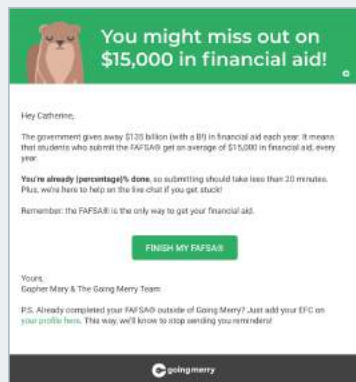 You might miss out on
$15,000 in financial aid!
Hey Catherine,
The government gives away $135 billion (with a B!) in financial aid each year. It means
that students who submit the FAFSA® get an average of $15,000 in financial aid, every
year.
You're already (percentage)% done, so submitting should take less than 20 minutes.
Plus, we're here to help on the live chat if you get stuck!
Remember: the FAFSA® is the only way to get your financial aid.
FINISH MY FAFSA®
Yours,
Gopher Mary & The Going Merry Team
P.S. Already completed your FAFSA® outside of Going Merry? Just add your EFC on
your profile here. This way, we'll know to stop sending you reminders!
goingmerry